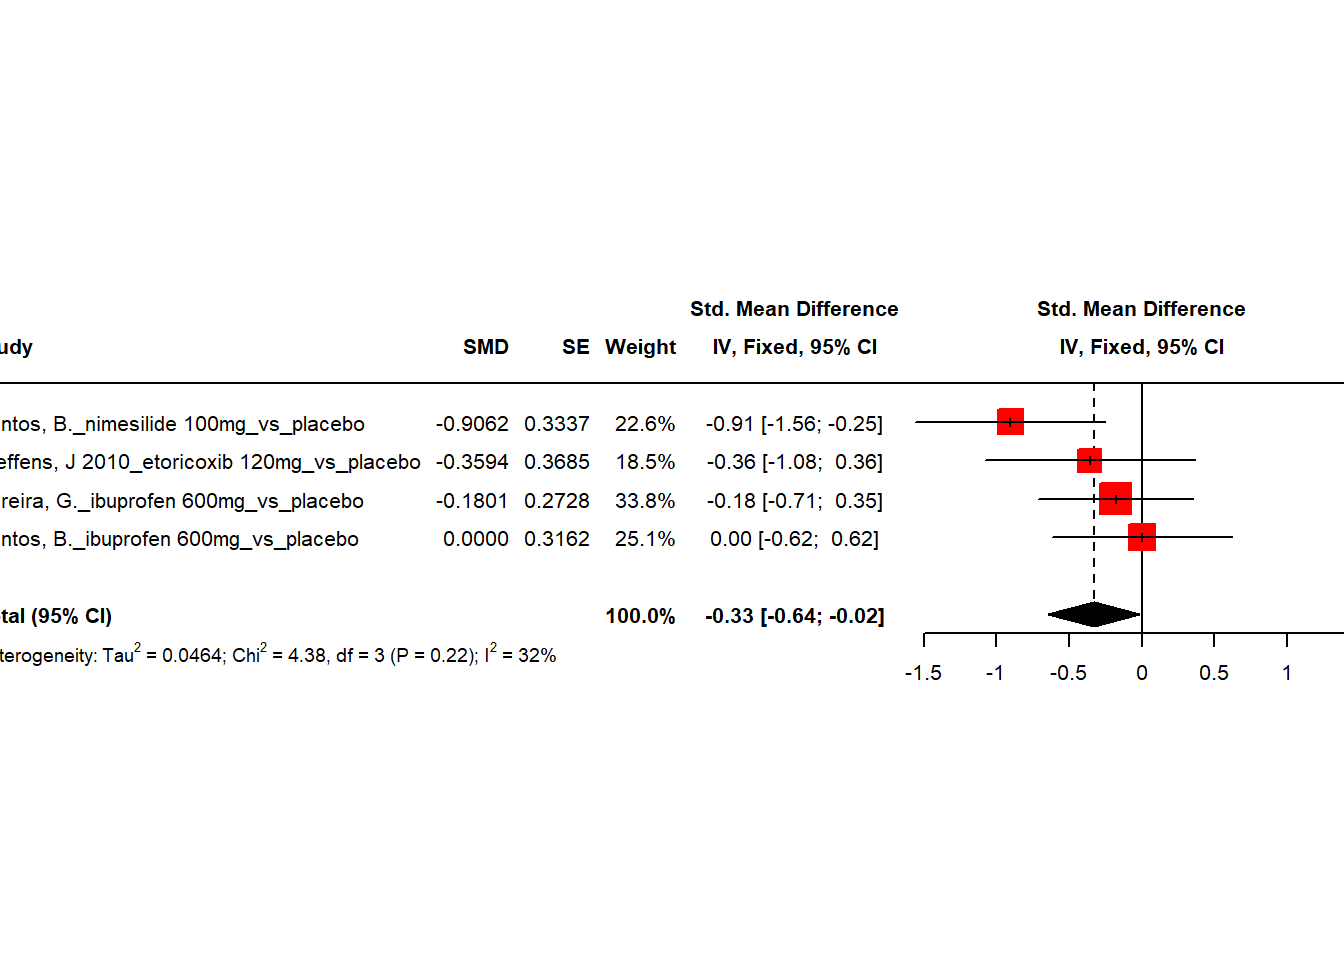 Std. Mean Difference Std. Mean Difference
udy SMD SE Weight IV, Fixed, 95% CI IV, Fixed, 95% CI
ntos, B._nimesilide 100mg_vs_placebo -0.9062 0.3337 22.6% -0.91 [-1.56; -0.25]
effens, J 2010_etoricoxib 120mg_vs_placebo -0.3594 0.3685 18.5% -0.36 [-1.08; 0.36]
reira, G._ibuprofen 600mg_vs_placebo -0.1801 0.2728 33.8% -0.18 [-0.71; 0.35]
ntos, B._ibuprofen 600mg_vs_placebo 0.0000 0.3162 25.1% 0.00 [-0.62; 0.62]
tal (95% CI) 100.0% -0.33 [-0.64; -0.02]
terogeneity: Tau² = 0.0464; Chi² = 4.38, df = 3 (P = 0.22); I² = 32%
-1.5 -1 -0.5 0 0.5 1